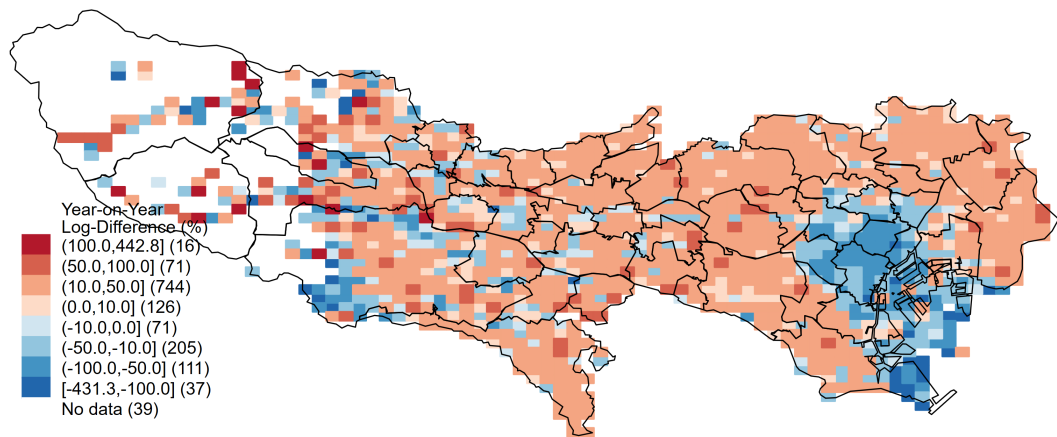 Year-on-Year
Log-Difference (%)
(100.0,442.8] (16)
(50.0,100.0] (71)
(10.0,50.0] (744)
(0.0,10.0] (126)
(-10.0,0.0] (71)
(-50.0,-10.0] (205)
(-100.0,-50.0] (111)
[-431.3,-100.0] (37)
No data (39)